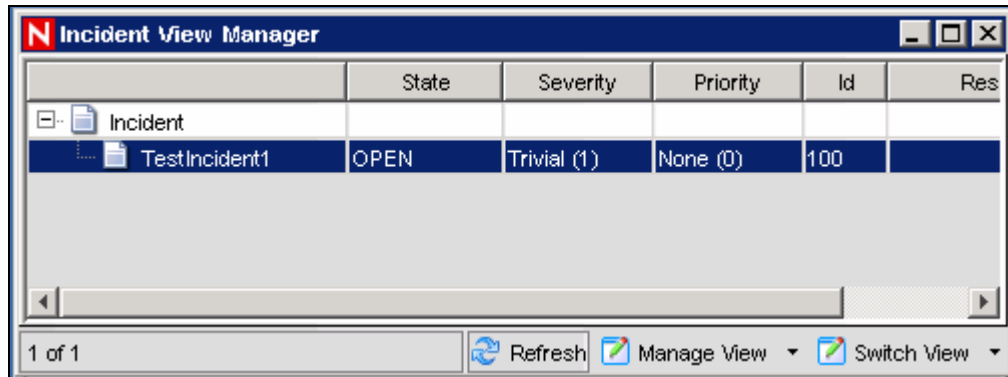 N Incident View Manager
State Severity Priority Id Res
Incident
TestIncident1 OPEN Trivial (1) None (0) 100
1 of 1 Refresh Manage View Switch View